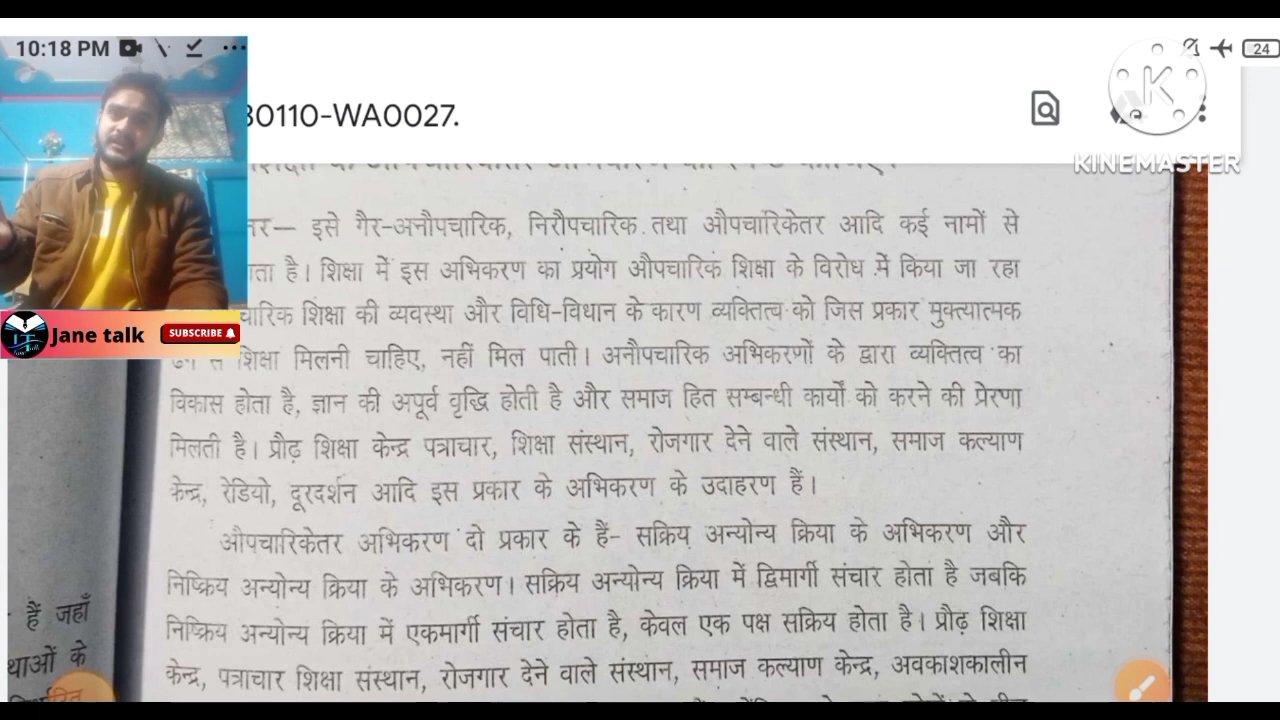 10:18 PM
24
30110-WA0027.
KINEMASTER
Jane talk
SUBSCRIBE
इसे गैर-अनौपचारिक, निरौपचारिक तथा औपचारिकेतर आदि कई नामों से
है। शिक्षा में इस अभिकरण का प्रयोग औपचारिक शिक्षा के विरोध में किया जा रहा
शिक्षा की व्यवस्था और विधि-विधान के कारण व्यक्तित्व को जिस प्रकार मुक्त्यात्मक
शिक्षा मिलनी चाहिए, नहीं मिल पाती। अनौपचारिक अभिकरणों के द्वारा व्यक्तित्व का
विकास होता है, ज्ञान की अपूर्व वृद्धि होती है और समाज हित सम्बन्धी कार्यों को करने की प्रेरणा
मिलती है। प्रौढ़ शिक्षा केन्द्र पत्राचार, शिक्षा संस्थान, रोजगार देने वाले संस्थान, समाज कल्याण
केन्द्र, रेडियो, दूरदर्शन आदि इस प्रकार के अभिकरण के उदाहरण हैं।
औपचारिकेतर अभिकरण दो प्रकार के हैं- सक्रिय अन्योन्य क्रिया के अभिकरण और
निष्क्रिय अन्योन्य क्रिया के अभिकरण। सक्रिय अन्योन्य क्रिया में द्विमार्गी संचार होता है जबकि
निष्क्रिय अन्योन्य क्रिया में एकमार्गी संचार होता है, केवल एक पक्ष सक्रिय होता है। प्रौढ़ शिक्षा
केन्द्र, पत्राचार शिक्षा संस्थान, रोजगार देने वाले संस्थान, समाज कल्याण केन्द्र, अवकाशकालीन
हैं जहाँ
के